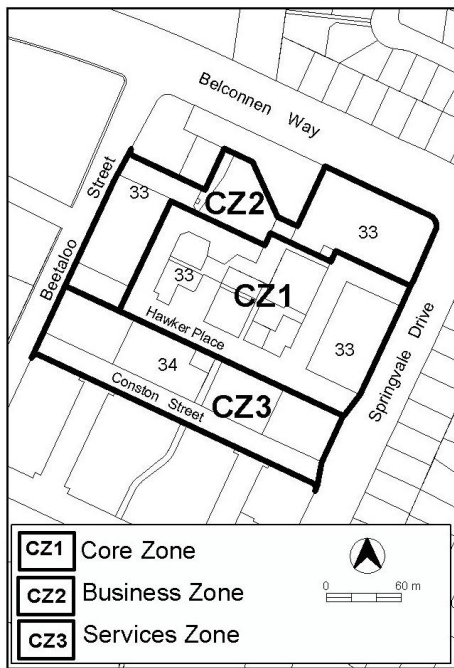 Belconnen Way
Beetaloo Street
33
CZ2
33
33
CZ1
Hawker Place
33
Springvale Drive
34
CZ3
Conston Street
CZ1 Core Zone
CZ2 Business Zone
CZ3 Services Zone
0 60 m